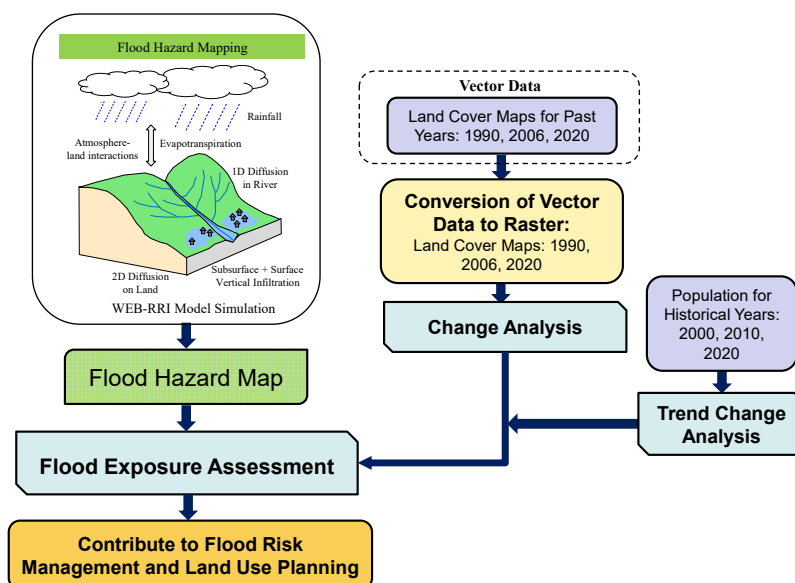 Flood Hazard Mapping
Rainfall
Atmosphere-
land interactions
Evapotranspiration
1D Diffusion
in River
2D Diffusion
on Land
Subsurface + Surface
Vertical Infiltration
WEB-RRI Model Simulation
Flood Hazard Map
Flood Exposure Assessment
Contribute to Flood Risk
Management and Land Use Planning
Vector Data
Land Cover Maps for Past
Years: 1990, 2006, 2020
Conversion of Vector
Data to Raster:
Land Cover Maps: 1990,
2006, 2020
Change Analysis
Population for
Historical Years:
2000, 2010,
2020
Trend Change
Analysis